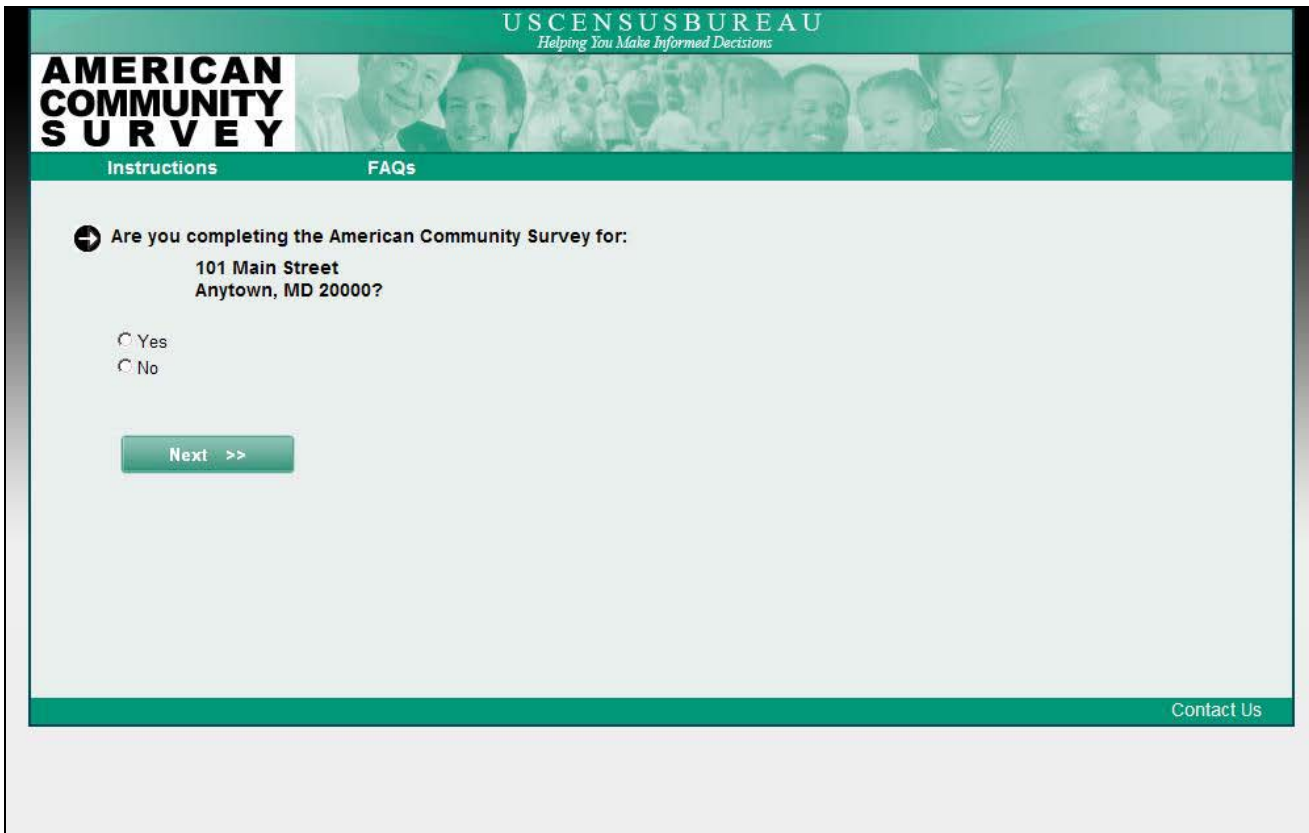 USCENSUSBUREAU
Helping You Make Informed Decisions
AMERICAN
COMMUNITY
SURVEY
Instructions FAQs
Are you completing the American Community Survey for:
101 Main Street
Anytown, MD 20000?
Yes
No
Next >>
Contact Us